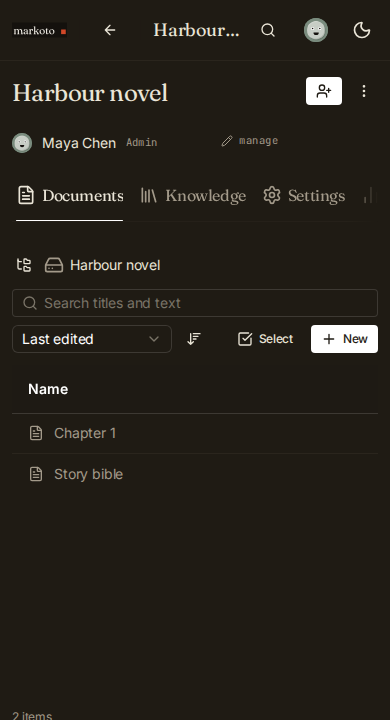 markoto
Harbour...
Harbour novel
Maya Chen Admin manage
Documents Knowledge Settings
Harbour novel
Search titles and text
Last edited Select New
Name
Chapter 1
Story bible
2 items